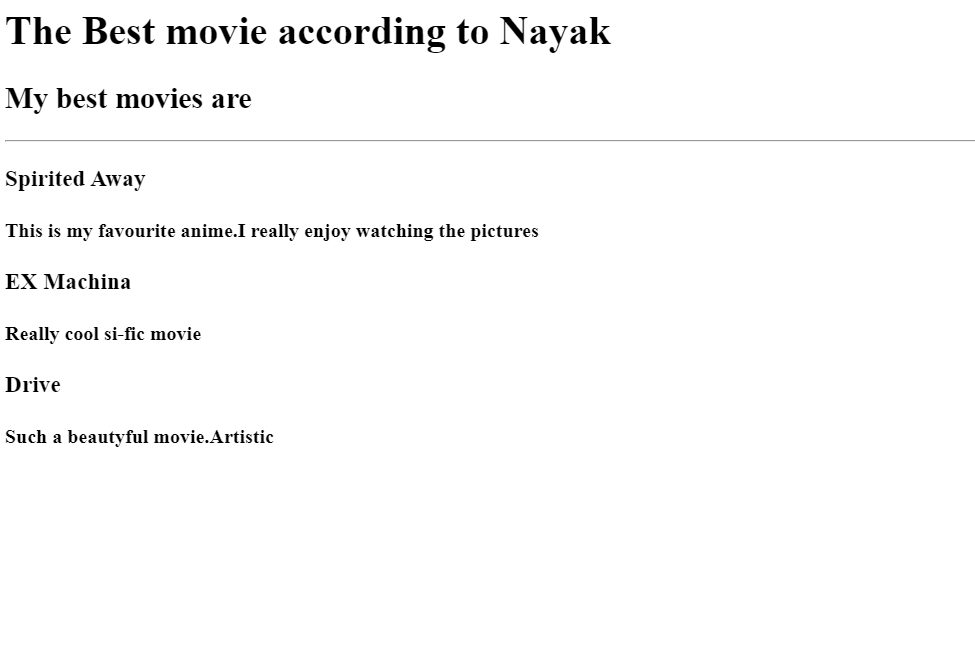 The Best movie according to Nayak
My best movies are
Spirited Away
This is my favourite anime.I really enjoy watching the pictures
EX Machina
Really cool si-fic movie
Drive
Such a beautyful movie.Artistic